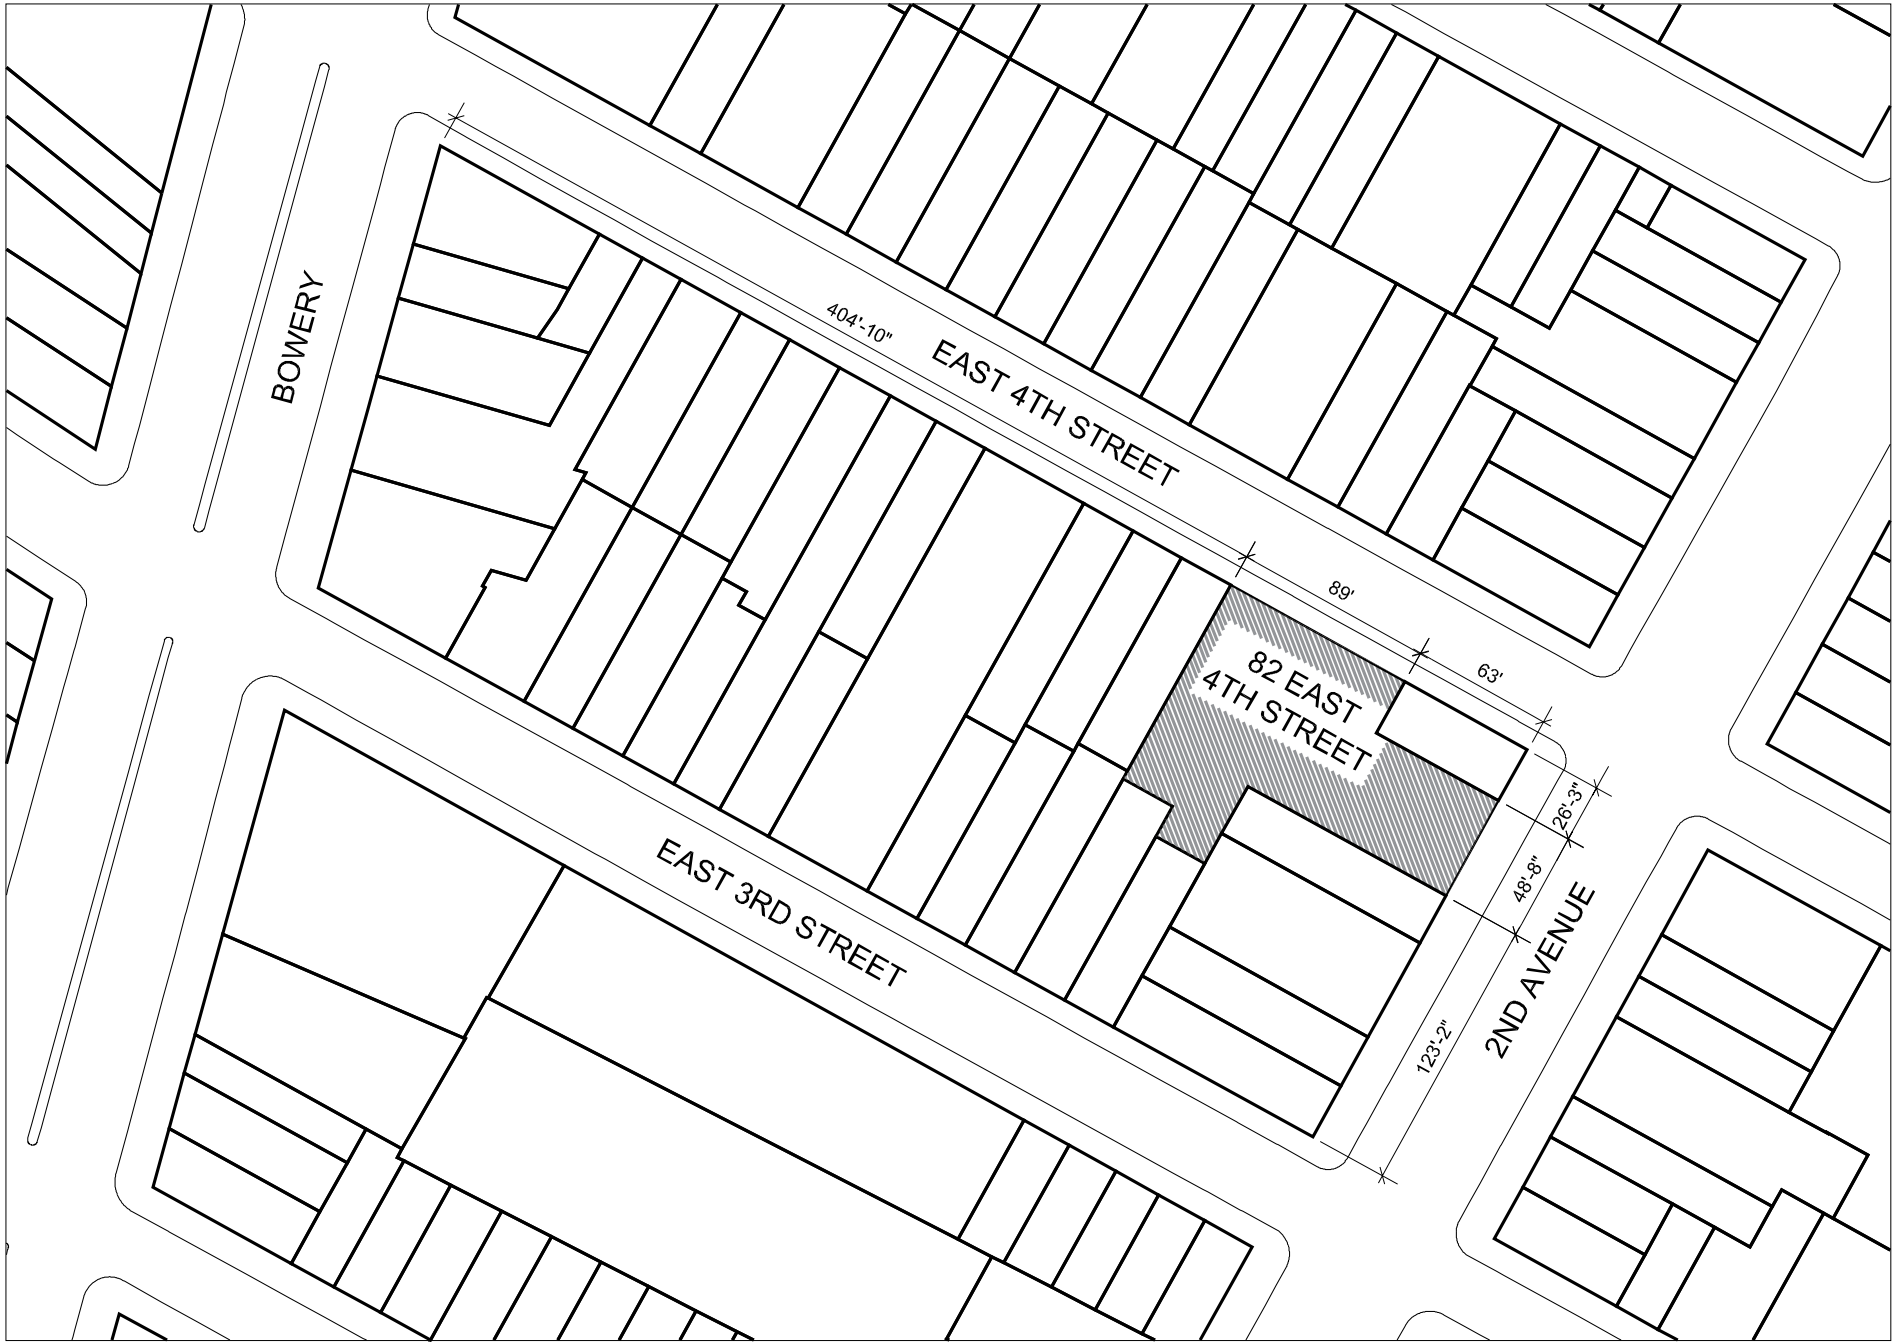 BOWERY
404'-10"
EAST 4TH STREET
89'
63'
82 EAST
4TH STREET
26'-3"
48'-8"
2ND AVENUE
EAST 3RD STREET
123'-2"